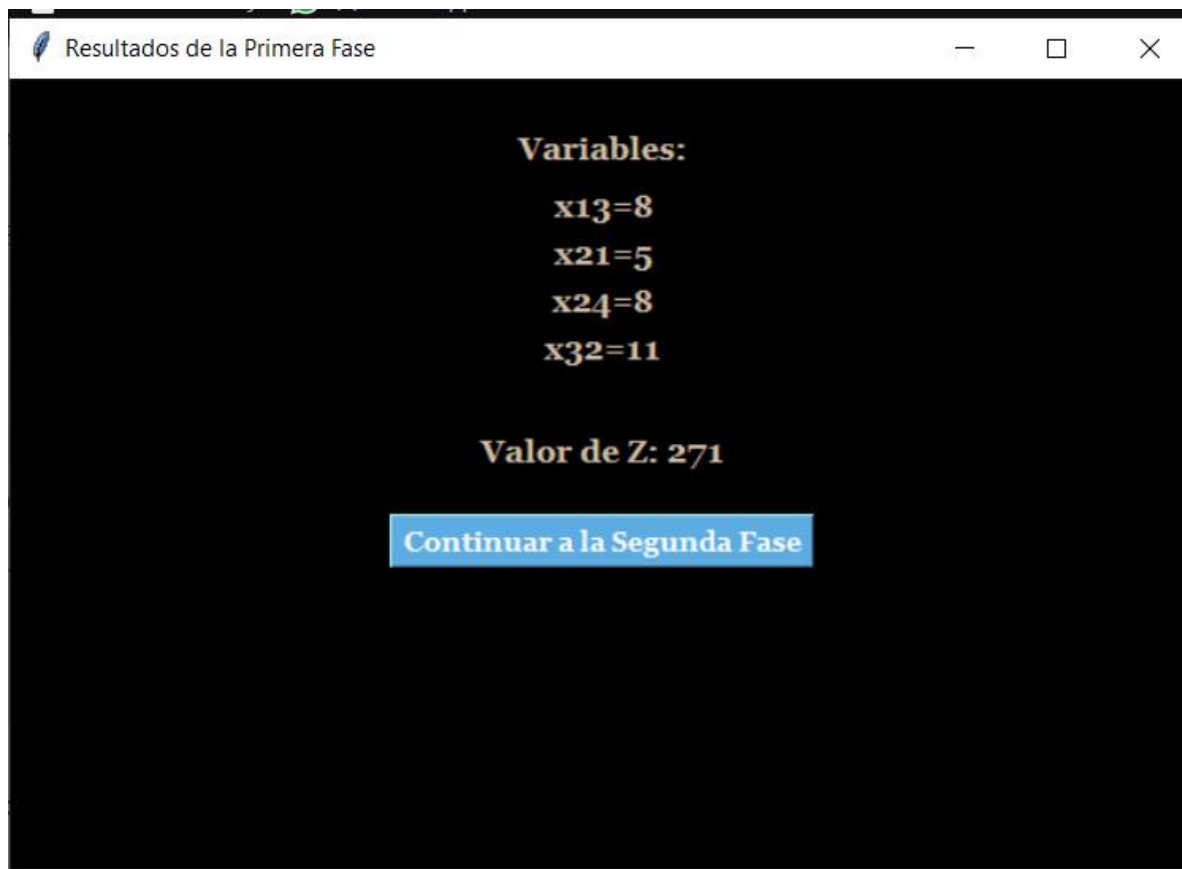 Resultados de la Primera Fase
Variables:
x13=8
x21=5
x24=8
x32=11
Valor de Z: 271
Continuar a la Segunda Fase